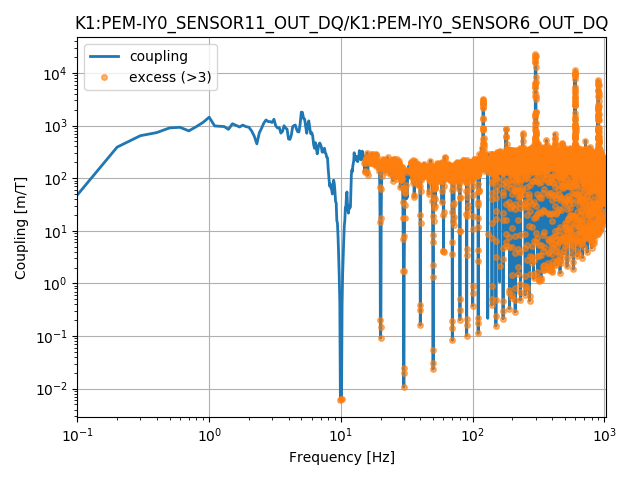 K1:PEM-IY0_SENSOR11_OUT_DQ/K1:PEM-IY0_SENSOR6_OUT_DQ
coupling
excess (>3)
Coupling [m/T]
10⁴
10³
10²
10¹
10⁰
10⁻¹
10⁻²
10⁻¹ 10⁰ 10¹ 10² 10³
Frequency [Hz]